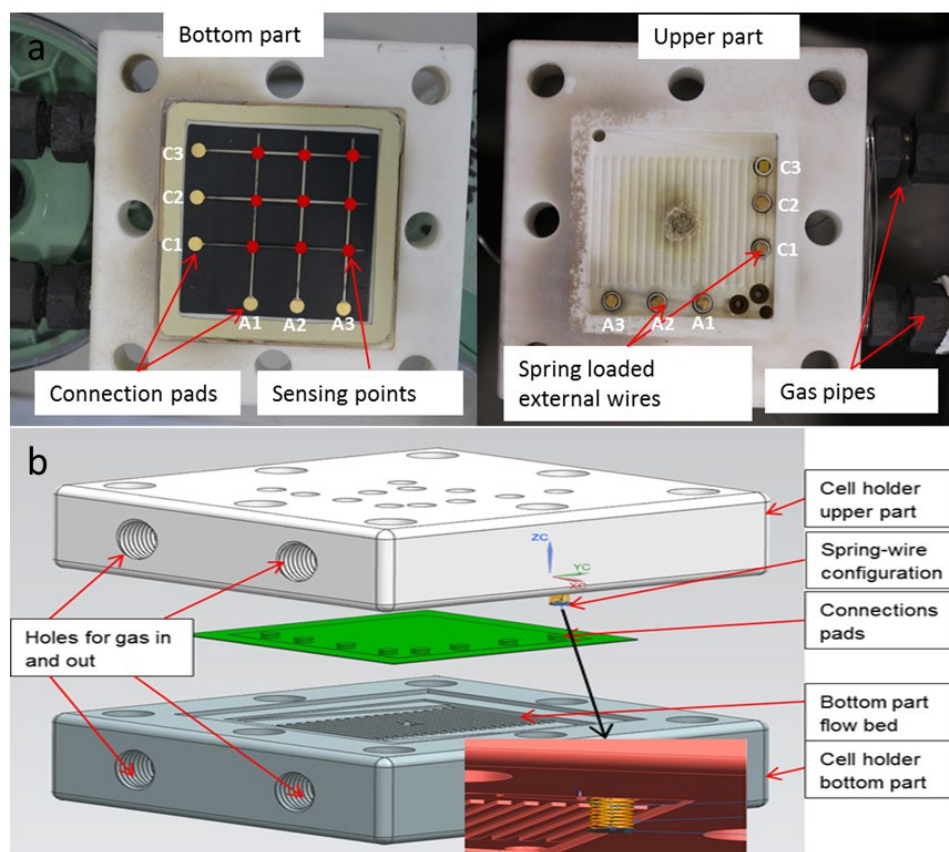 a
Bottom part
Upper part
C3
C2
C1
A1
A2
A3
C3
C2
C1
A3
A2
A1
Connection pads
Sensing points
Spring loaded
external wires
Gas pipes
b
Cell holder
upper part
Spring-wire
configuration
Connections
pads
Holes for gas in
and out
Bottom part
flow bed
Cell holder
bottom part
ZC
YC
XC